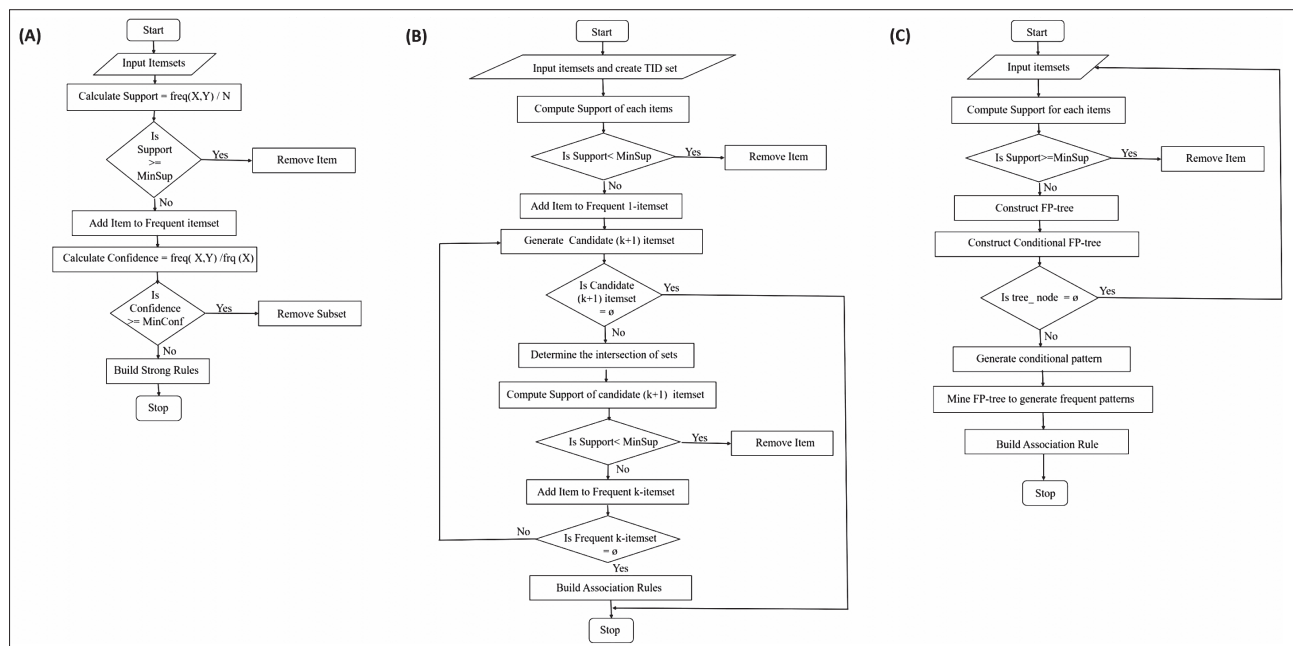 (A)
Start
Input Itemsets
Calculate Support = freq(X,Y) / N
Is
Support
>=
MinSup
Yes
Remove Item
No
Add Item to Frequent itemset
Calculate Confidence = freq( X,Y) /frq (X)
Is
Confidence
>= MinConf
Yes
Remove Subset
No
Build Strong Rules
Stop
(B)
Start
Input itemsets and create TID set
Compute Support of each items
Is Support< MinSup
Yes
Remove Item
No
Add Item to Frequent 1-itemset
Generate Candidate (k+1) itemset
Is Candidate
(k+1) itemset
= ø
Yes
No
Determine the intersection of sets
Compute Support of candidate (k+1) itemset
Is Support< MinSup
Yes
Remove Item
No
Add Item to Frequent k-itemset
Is Frequent k-itemset
= ø
No
Yes
Build Association Rules
Stop
(C)
Start
Input itemsets
Compute Support for each items
Is Support>=MinSup
Yes
Remove Item
No
Construct FP-tree
Construct Conditional FP-tree
Is tree_ node = ø
Yes
No
Generate conditional pattern
Mine FP-tree to generate frequent patterns
Build Association Rule
Stop